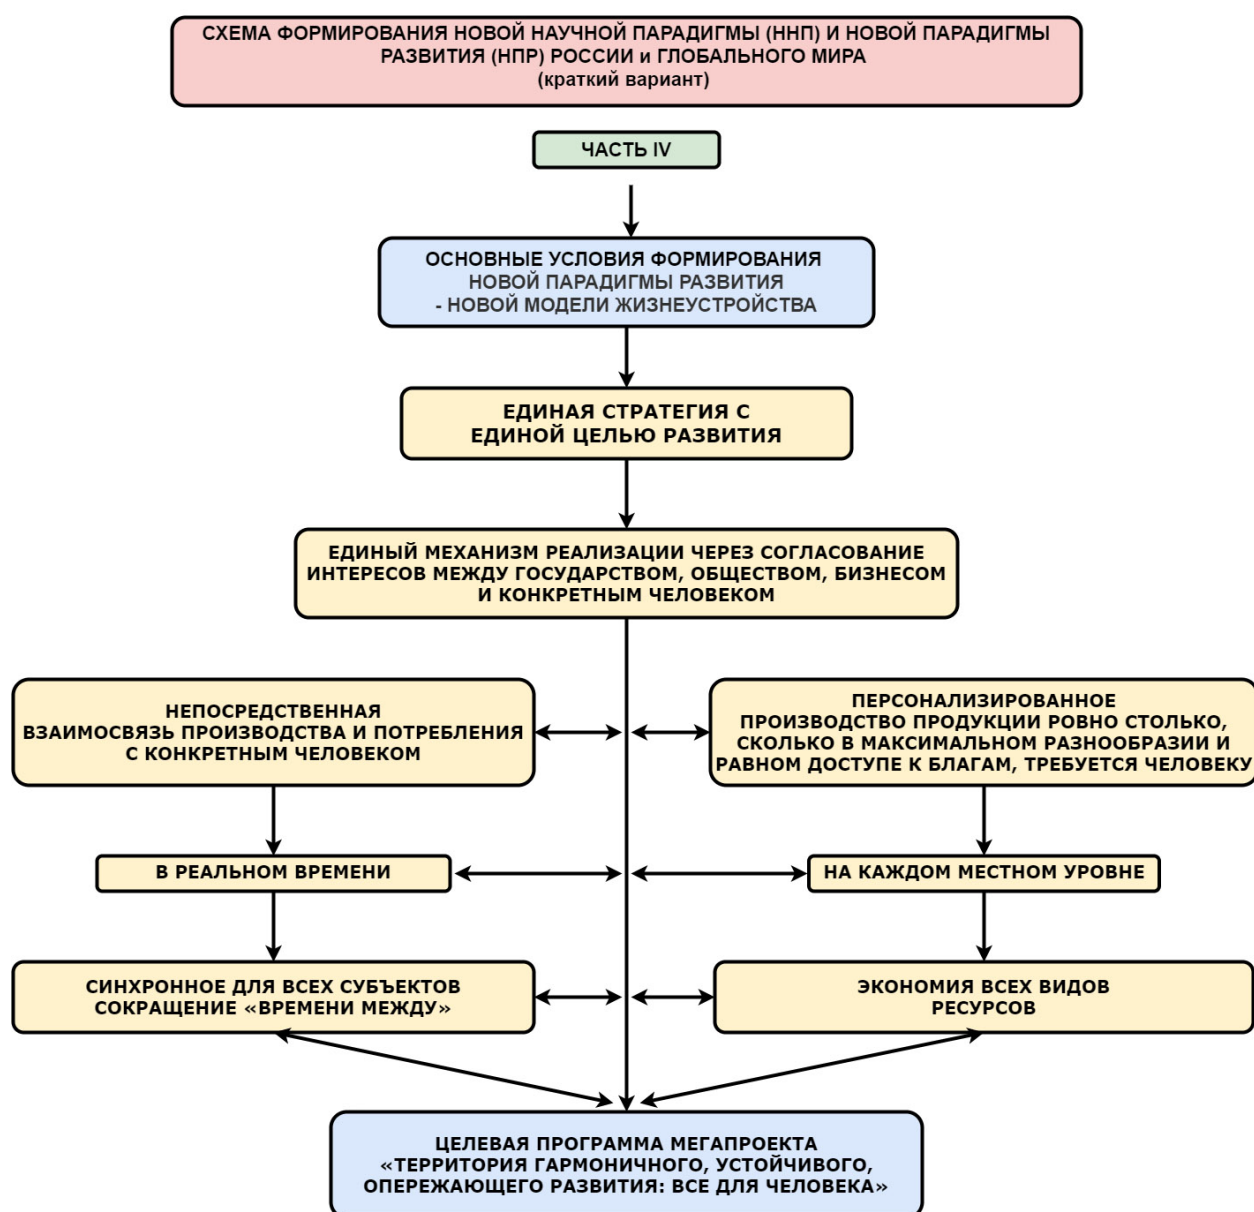 СХЕМА ФОРМИРОВАНИЯ НОВОЙ НАУЧНОЙ ПАРАДИГМЫ (ННП) И НОВОЙ ПАРАДИГМЫ
РАЗВИТИЯ (НПР) РОССИИ и ГЛОБАЛЬНОГО МИРА
(краткий вариант)
ЧАСТЬ IV
ОСНОВНЫЕ УСЛОВИЯ ФОРМИРОВАНИЯ
НОВОЙ ПАРАДИГМЫ РАЗВИТИЯ
- НОВОЙ МОДЕЛИ ЖИЗНЕУСТРОЙСТВА
ЕДИНАЯ СТРАТЕГИЯ С
ЕДИНОЙ ЦЕЛЬЮ РАЗВИТИЯ
ЕДИНЫЙ МЕХАНИЗМ РЕАЛИЗАЦИИ ЧЕРЕЗ СОГЛАСОВАНИЕ
ИНТЕРЕСОВ МЕЖДУ ГОСУДАРСТВОМ, ОБЩЕСТВОМ, БИЗНЕСОМ
И КОНКРЕТНЫМ ЧЕЛОВЕКОМ
НЕПОСРЕДСТВЕННАЯ
ВЗАИМОСВЯЗЬ ПРОИЗВОДСТВА И ПОТРЕБЛЕНИЯ
С КОНКРЕТНЫМ ЧЕЛОВЕКОМ
ПЕРСОНАЛИЗИРОВАННОЕ
ПРОИЗВОДСТВО ПРОДУКЦИИ РОВНО СТОЛЬКО,
СКОЛЬКО В МАКСИМАЛЬНОМ РАЗНООБРАЗИИ И
РАВНОМ ДОСТУПЕ К БЛАГАМ, ТРЕБУЕТСЯ ЧЕЛОВЕКУ
В РЕАЛЬНОМ ВРЕМЕНИ
НА КАЖДОМ МЕСТНОМ УРОВНЕ
СИНХРОННОЕ ДЛЯ ВСЕХ СУБЪЕКТОВ
СОКРАЩЕНИЕ «ВРЕМЕНИ МЕЖДУ»
ЭКОНОМИЯ ВСЕХ ВИДОВ
РЕСУРСОВ
ЦЕЛЕВАЯ ПРОГРАММА МЕГАПРОЕКТА
«ТЕРРИТОРИЯ ГАРМОНИЧНОГО, УСТОЙЧИВОГО,
ОПЕРЕЖАЮЩЕГО РАЗВИТИЯ: ВСЕ ДЛЯ ЧЕЛОВЕКА»